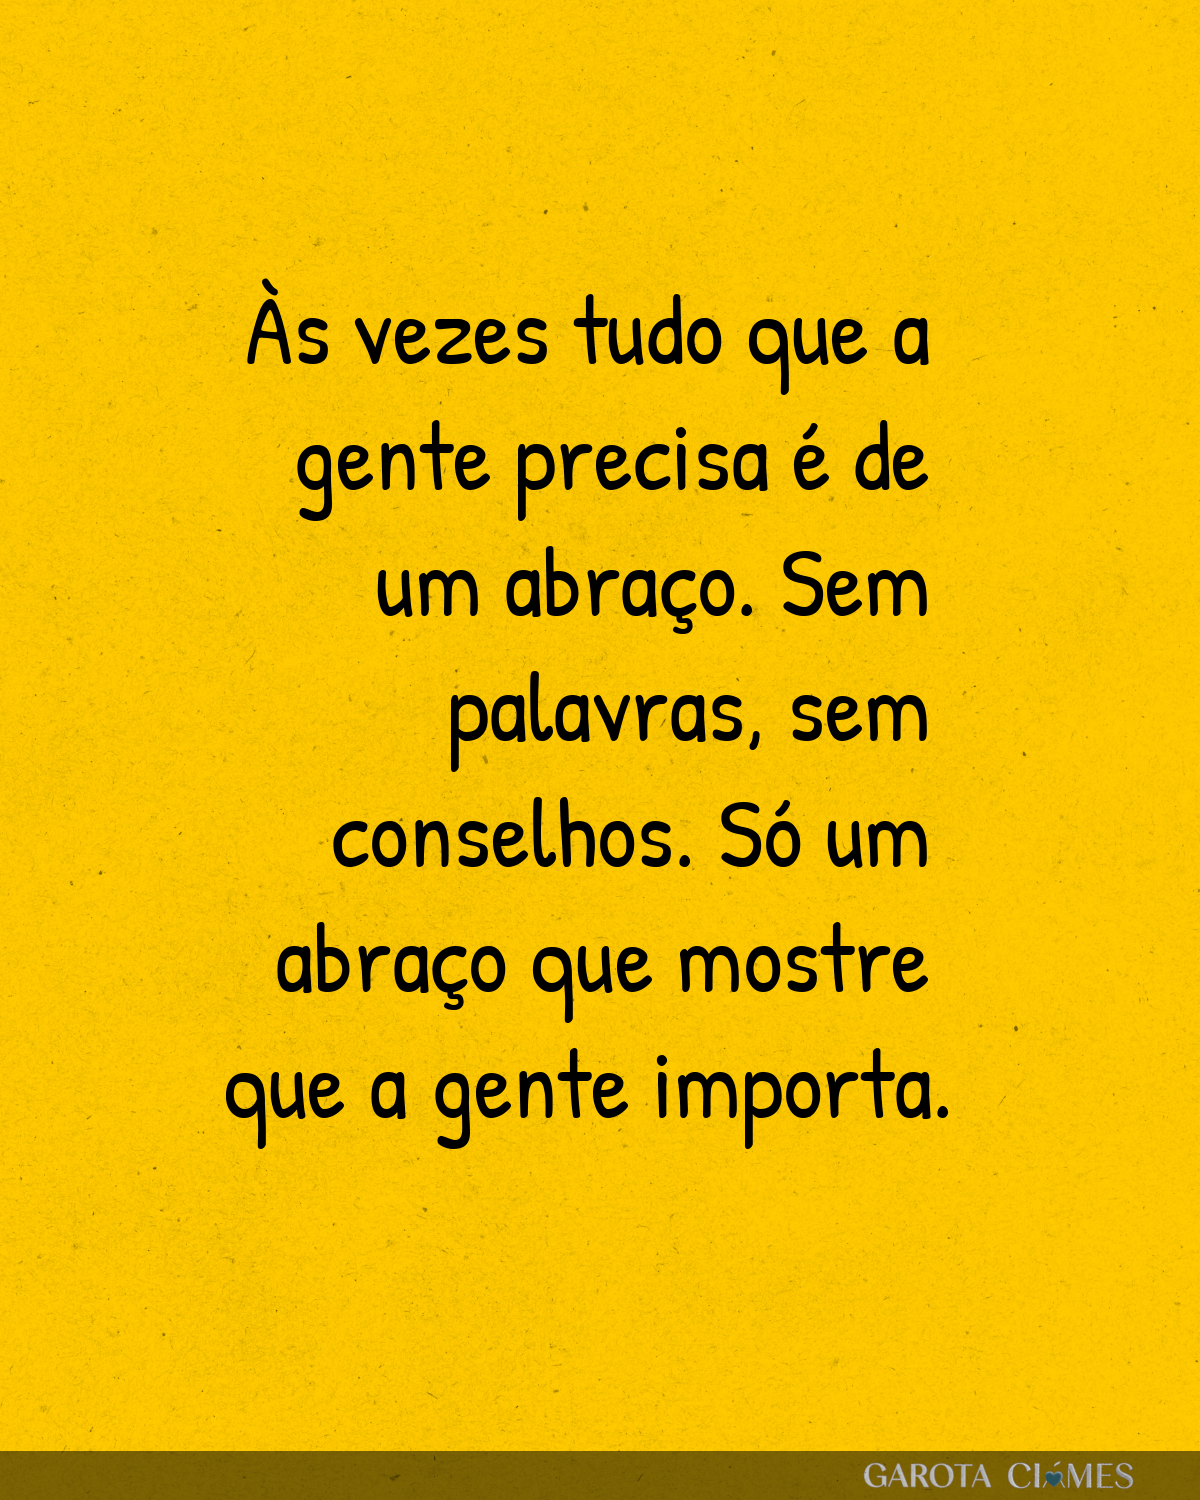 Às vezes tudo que a
gente precisa é de
um abraço. Sem
palavras, sem
conselhos. Só um
abraço que mostre
que a gente importa.
GAROTA